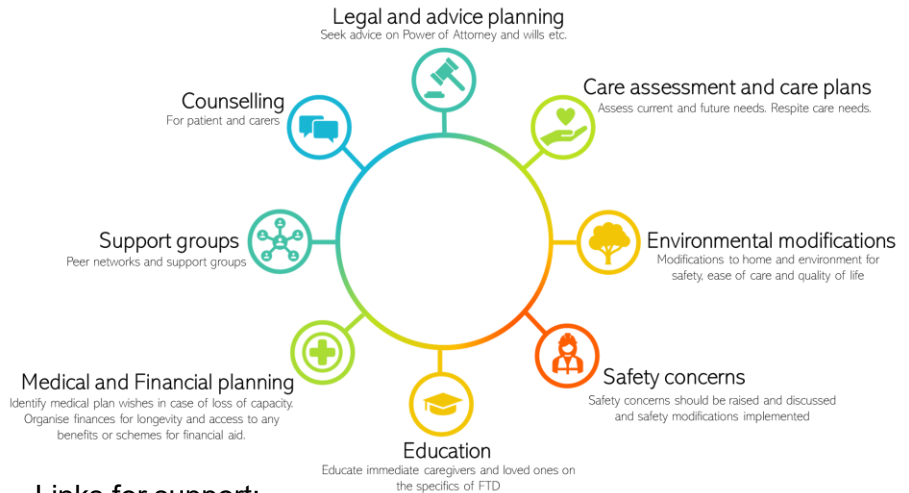 Legal and advice planning
Seek advice on Power of Attorney and wills etc.
Care assessment and care plans
Assess current and future needs. Respite care needs.
Environmental modifications
Modifications to home and environment for
safety, ease of care and quality of life
Safety concerns
Safety concerns should be raised and discussed
and safety modifications implemented
Education
Educate immediate caregivers and loved ones on
the specifics of FTD
Medical and Financial planning
Identify medical plan wishes in case of loss of capacity.
Organise finances for longevity and access to any
benefits or schemes for financial aid.
Support groups
Peer networks and support groups
Counselling
For patient and carers
Links for support: